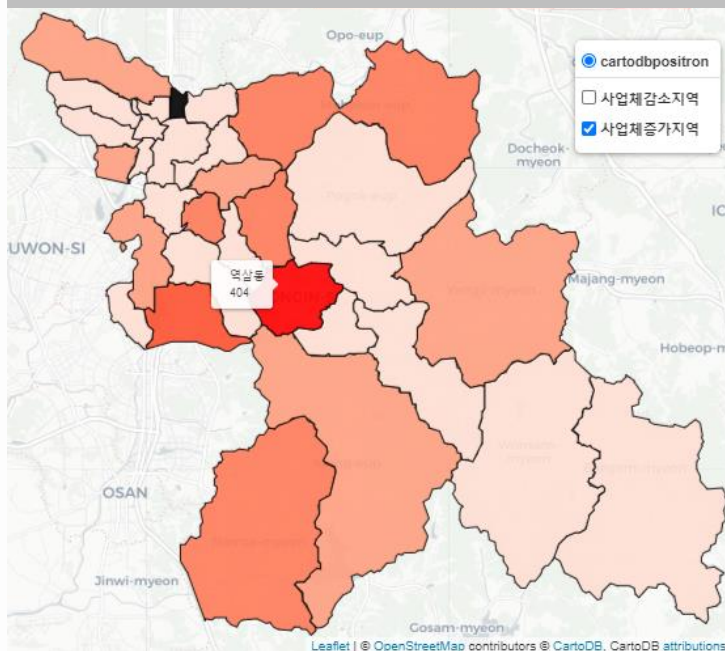 Opo-eup
cartodbpositron
사업체감소지역
사업체증가지역
Docheok-
myeon
UWON-SI
역삼동
404
Majang-myeon
Hobeop-m
OSAN
Jinwi-myeon
Gosam-myeon
Leaflet | © OpenStreetMap contributors © CartoDB, CartoDB attributions